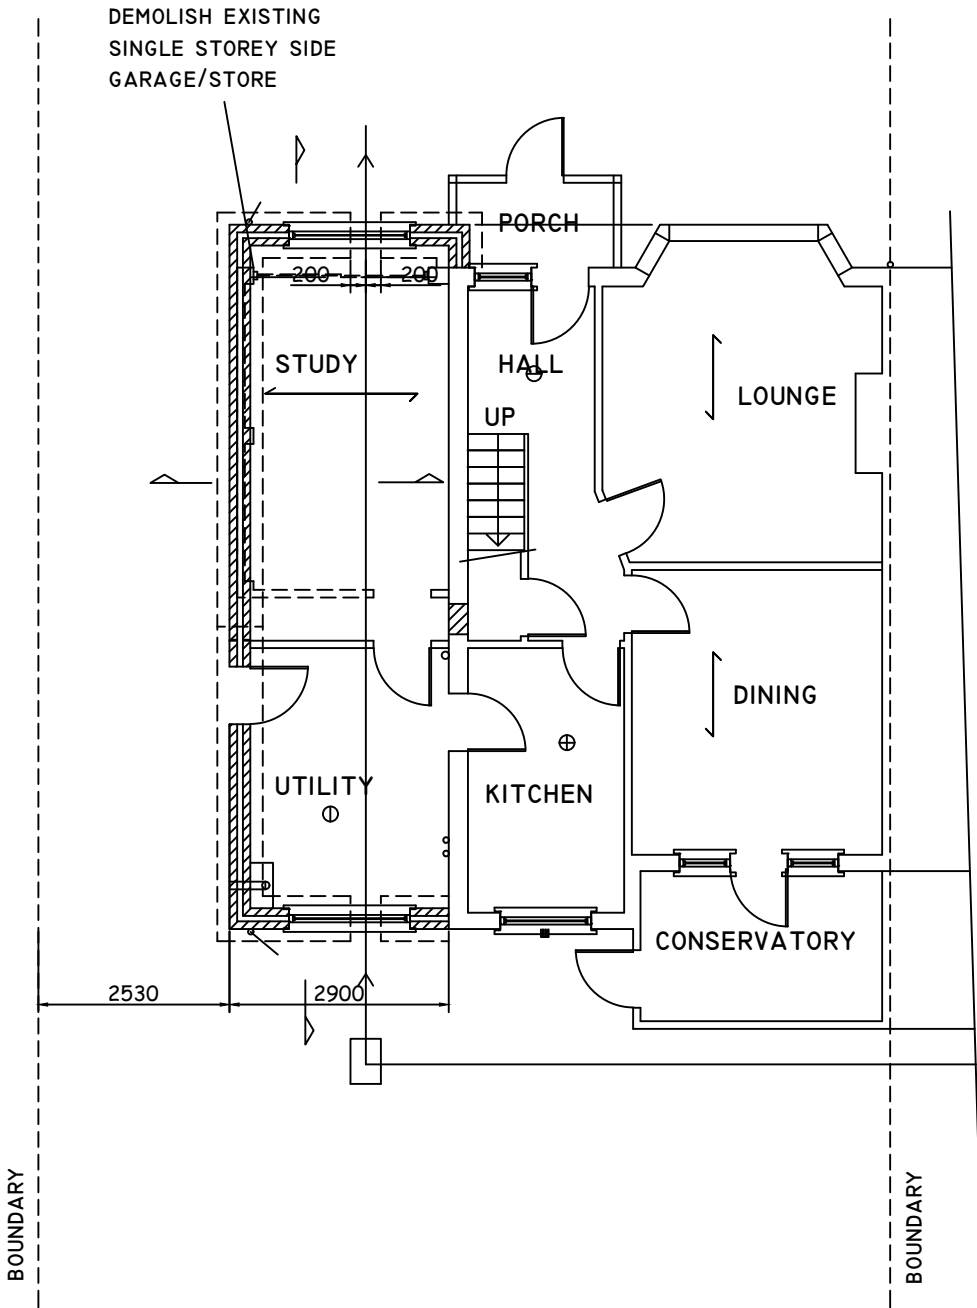 DEMOLISH EXISTING
SINGLE STOREY SIDE
GARAGE/STORE
PORCH
200
200
STUDY
HALL
LOUNGE
UP
DINING
UTILITY
KITCHEN
CONSERVATORY
2530
2900
BOUNDARY
BOUNDARY